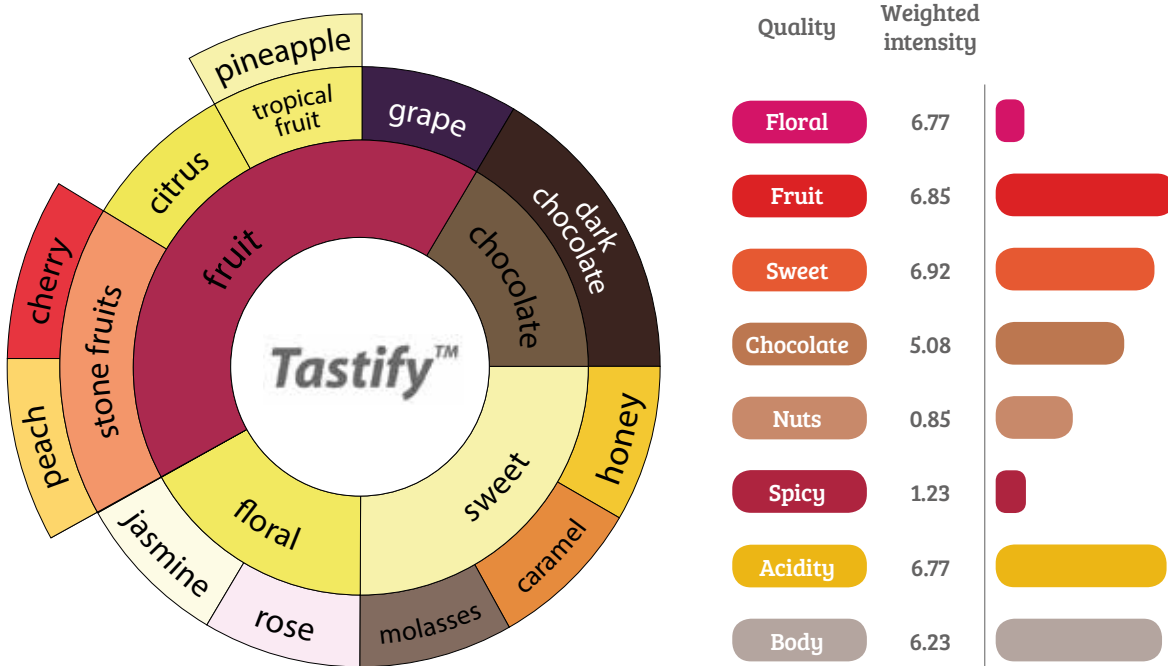 pineapple
tropical
fruit
grape
citrus
dark
chocolate
cherry
fruit
chocolate
stone fruits
Tastify™
peach
honey
sweet
floral
jasmine
caramel
rose
molasses
Quality
Weighted
intensity
Floral 6.77
Fruit 6.85
Sweet 6.92
Chocolate 5.08
Nuts 0.85
Spicy 1.23
Acidity 6.77
Body 6.23